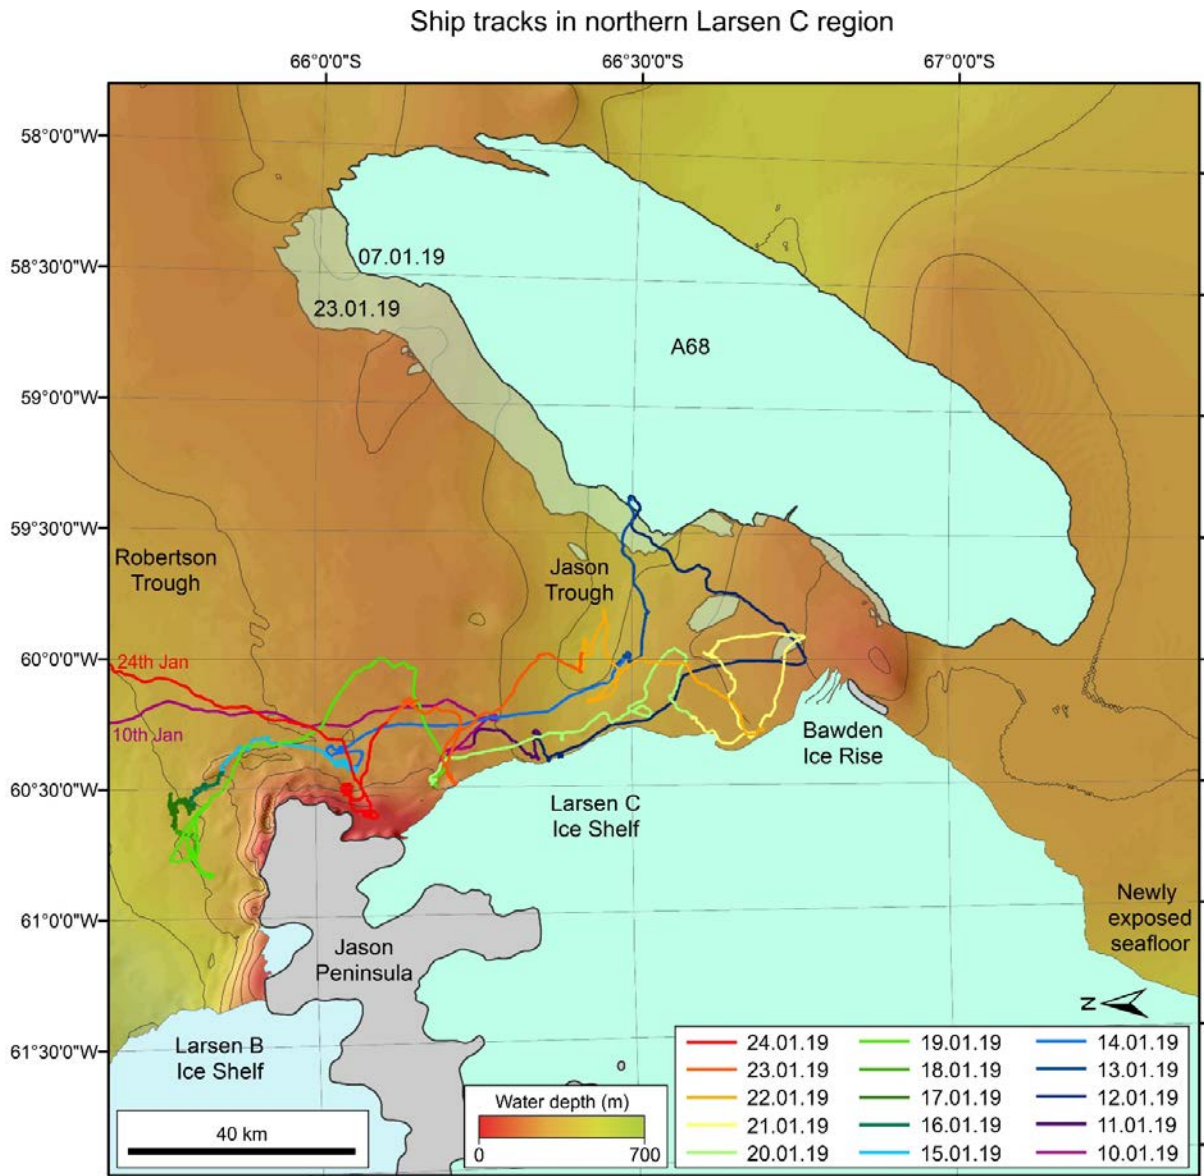 Ship tracks in northern Larsen C region
66°0'0"S
66°30'0"S
67°0'0"S
58°0'0"W
58°30'0"W
59°0'0"W
59°30'0"W
60°0'0"W
60°30'0"W
61°0'0"W
61°30'0"W
07.01.19
23.01.19
A68
Robertson
Trough
Jason
Trough
24th Jan
10th Jan
Bawden
Ice Rise
Larsen C
Ice Shelf
Newly
exposed
seafloor
Jason
Peninsula
Larsen B
Ice Shelf
N
40 km
Water depth (m)
0
700
24.01.19
23.01.19
22.01.19
21.01.19
20.01.19
19.01.19
18.01.19
17.01.19
16.01.19
15.01.19
14.01.19
13.01.19
12.01.19
11.01.19
10.01.19